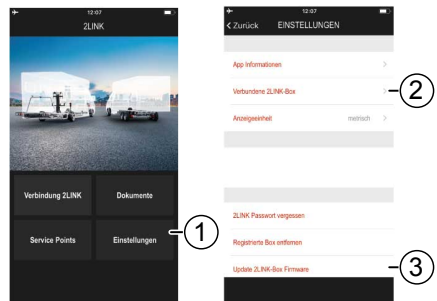 12:07
2LINK
Verbindung 2LINK
Dokumente
Service Points
Einstellungen
1
12:07
Zurück
EINSTELLUNGEN
App Informationen
Verbundene 2LINK-Box
2
Anzeigeeinheit
metrisch
2LINK Passwort vergessen
Registrierte Box entfernen
Update 2LINK-Box Firmware
3